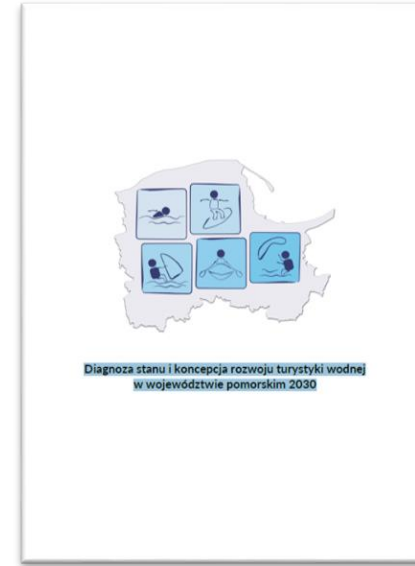 Diagnoza stanu i koncepcja rozwoju turystyki wodnej
w województwie pomorskim 2030